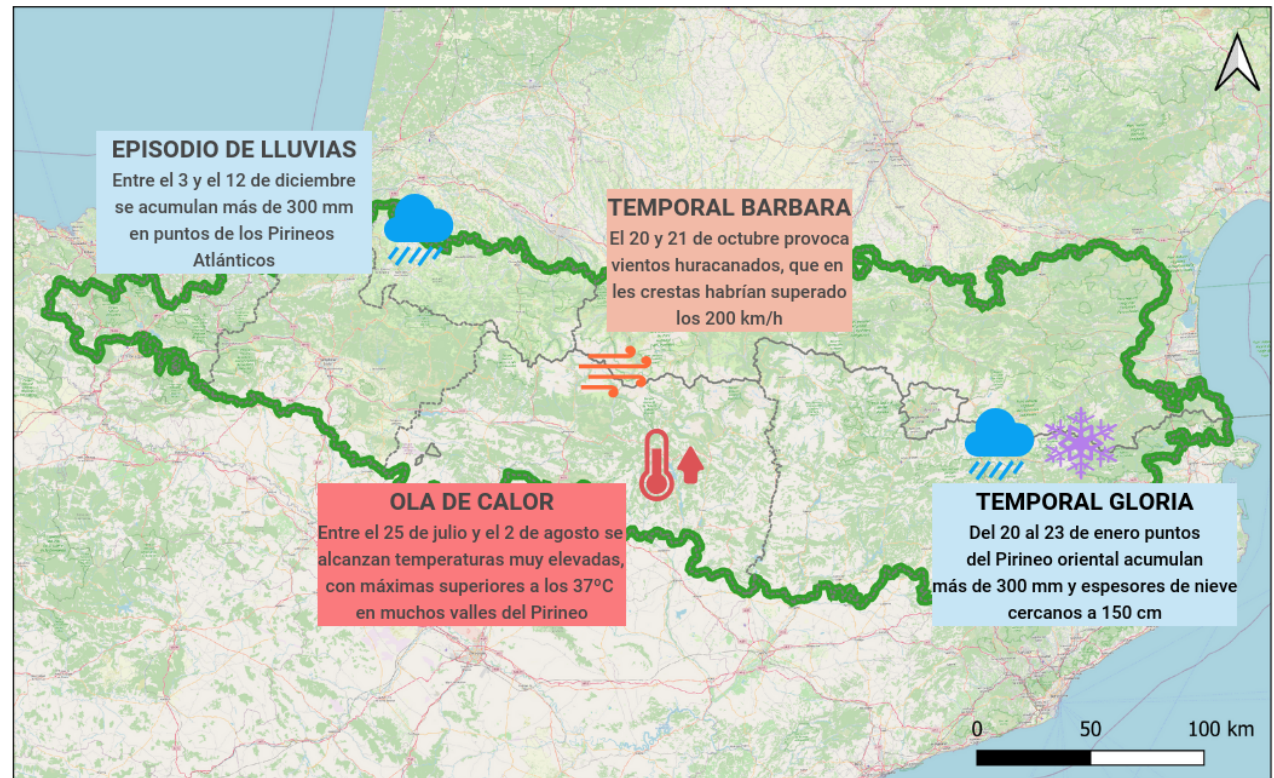 EPISODIO DE LLUVIAS
Entre el 3 y el 12 de diciembre
se acumulan más de 300 mm
en puntos de los Pirineos
Atlánticos
TEMPORAL BARBARA
El 20 y 21 de octubre provoca
vientos huracanados, que en
les crestas habrían superado
los 200 km/h
OLA DE CALOR
Entre el 25 de julio y el 2 de agosto se
alcanzan temperaturas muy elevadas,
con máximas superiores a los 37ºC
en muchos valles del Pirineo
TEMPORAL GLORIA
Del 20 al 23 de enero puntos
del Pirineo oriental acumulan
más de 300 mm y espesores de nieve
cercanos a 150 cm
0 50 100 km